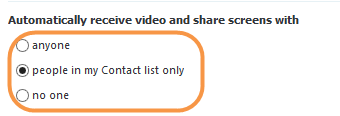 Automatically receive video and share screens with
anyone
people in my Contact list only
no one